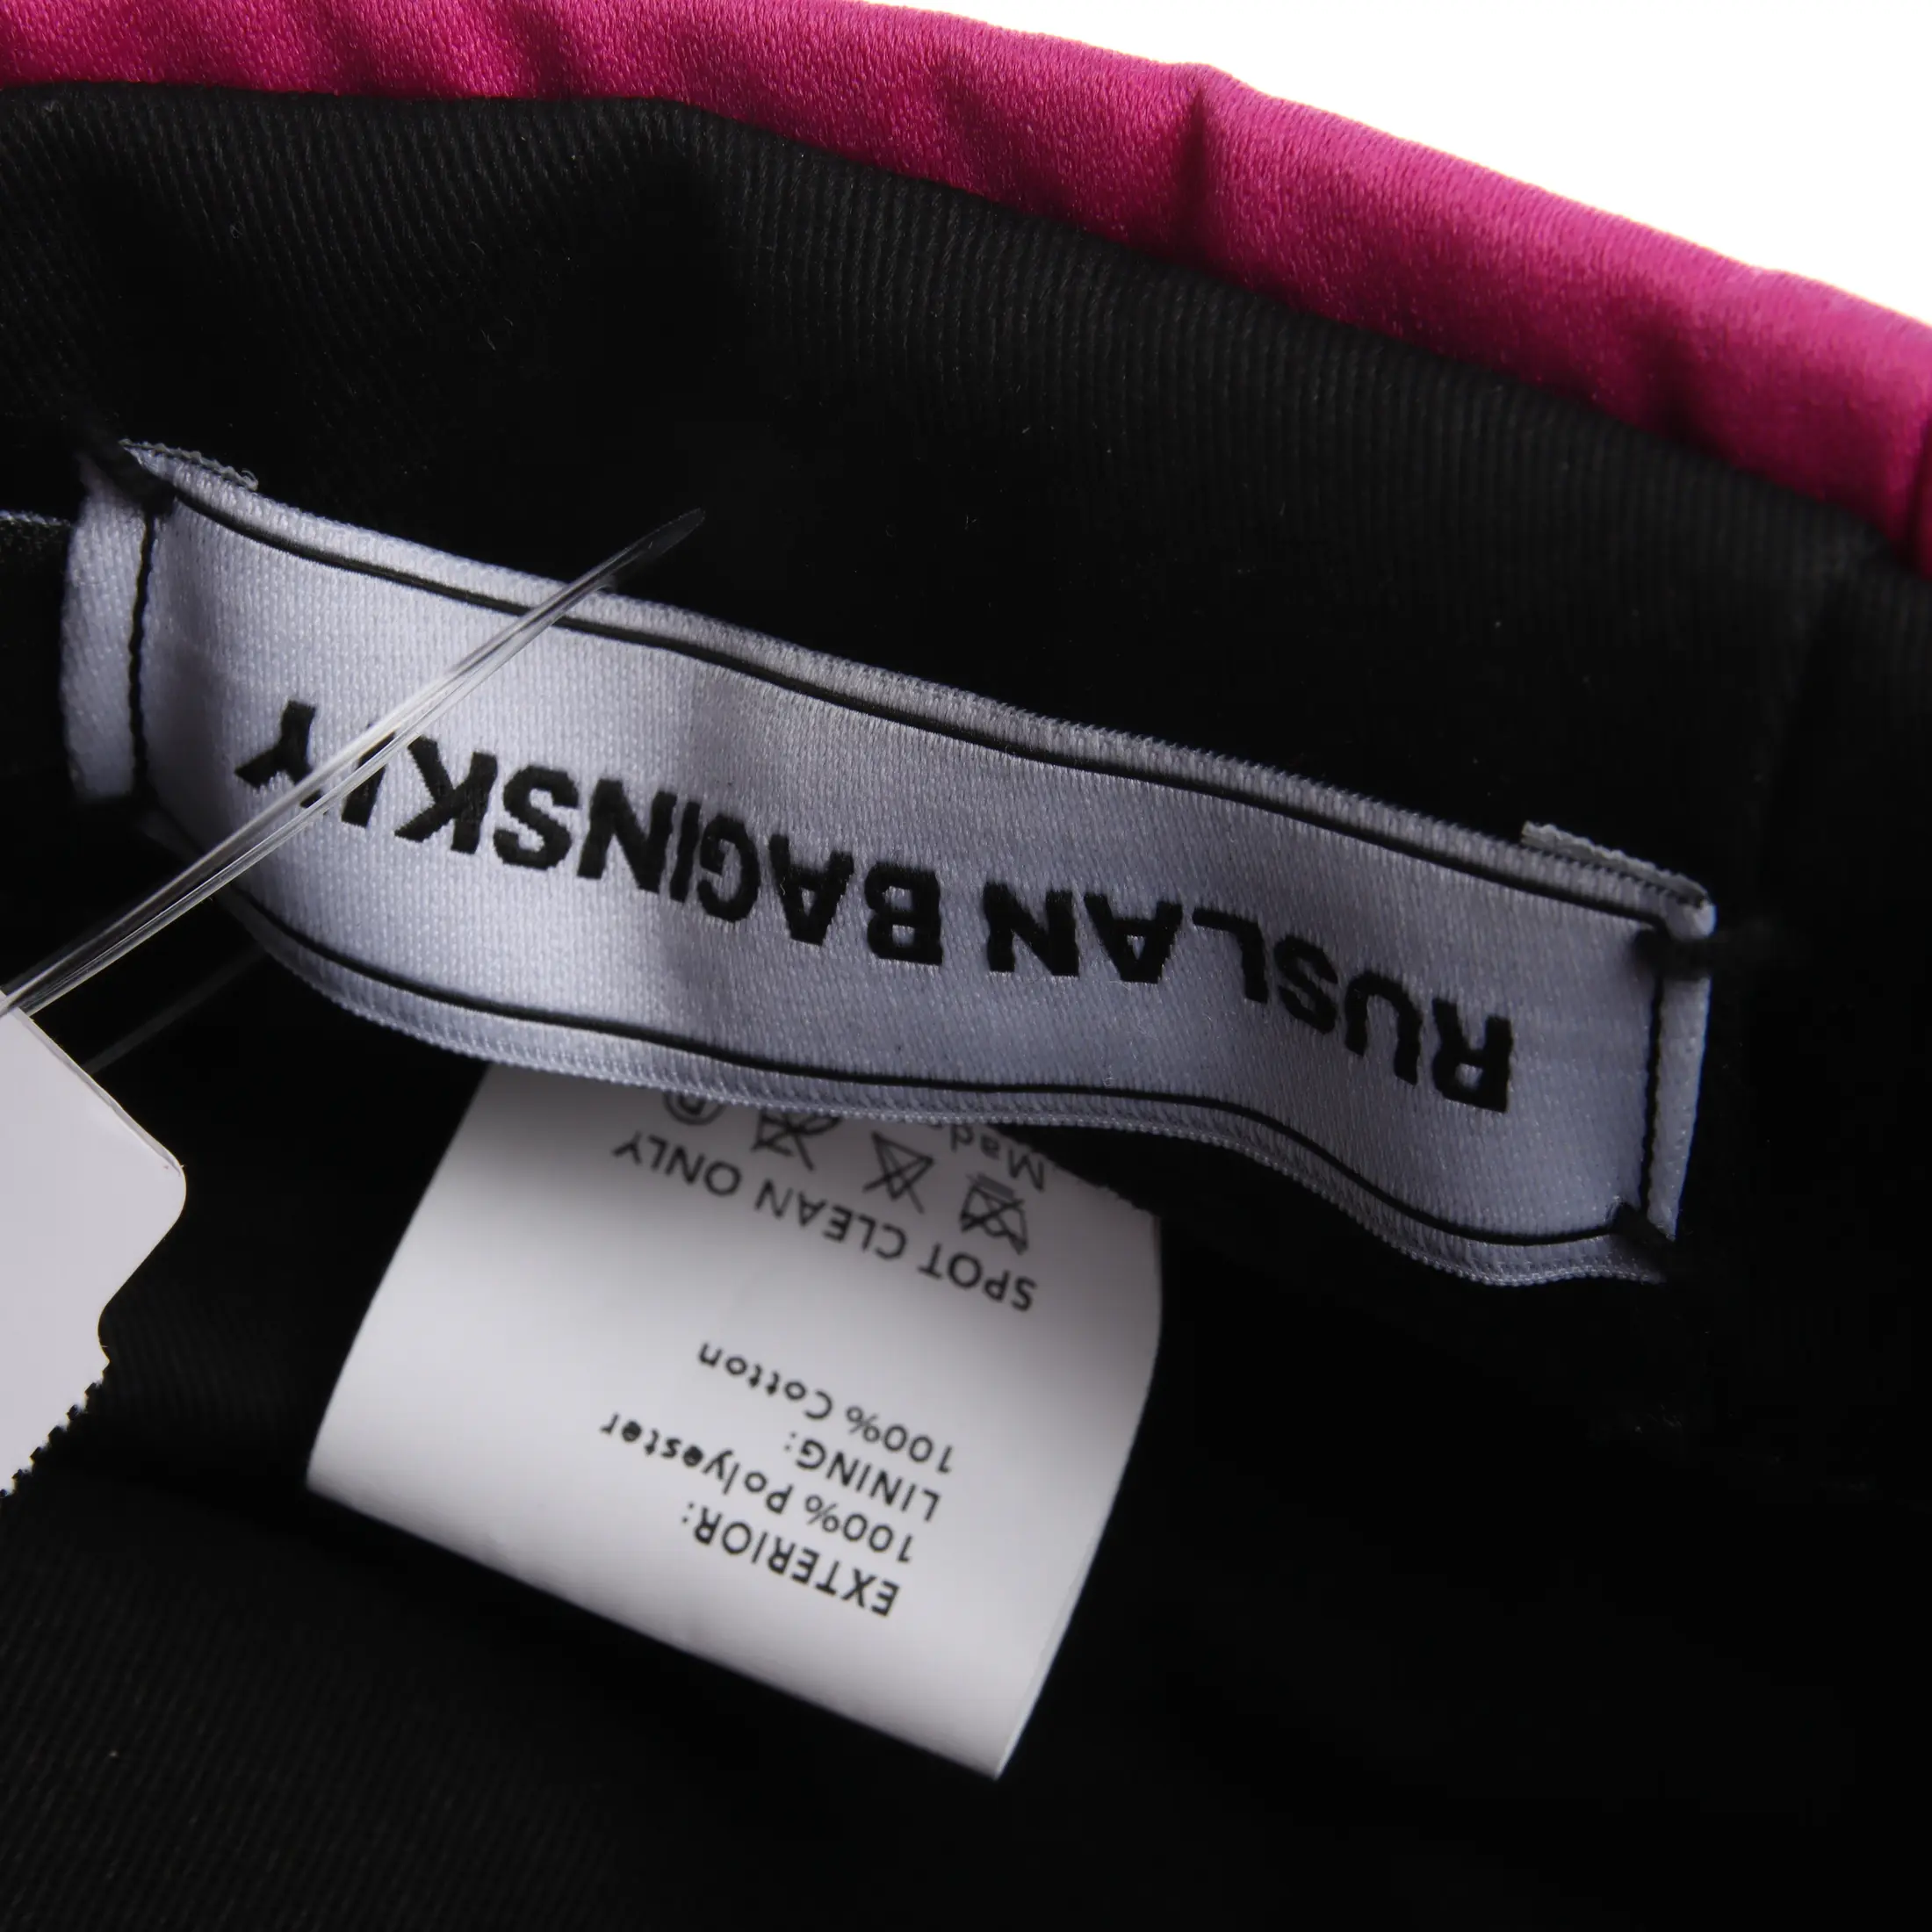 RUSLAN BAGINSKIY
EXTERIOR:
100% Polyester
LINING:
100% Cotton
SPOT CLEAN ONLY